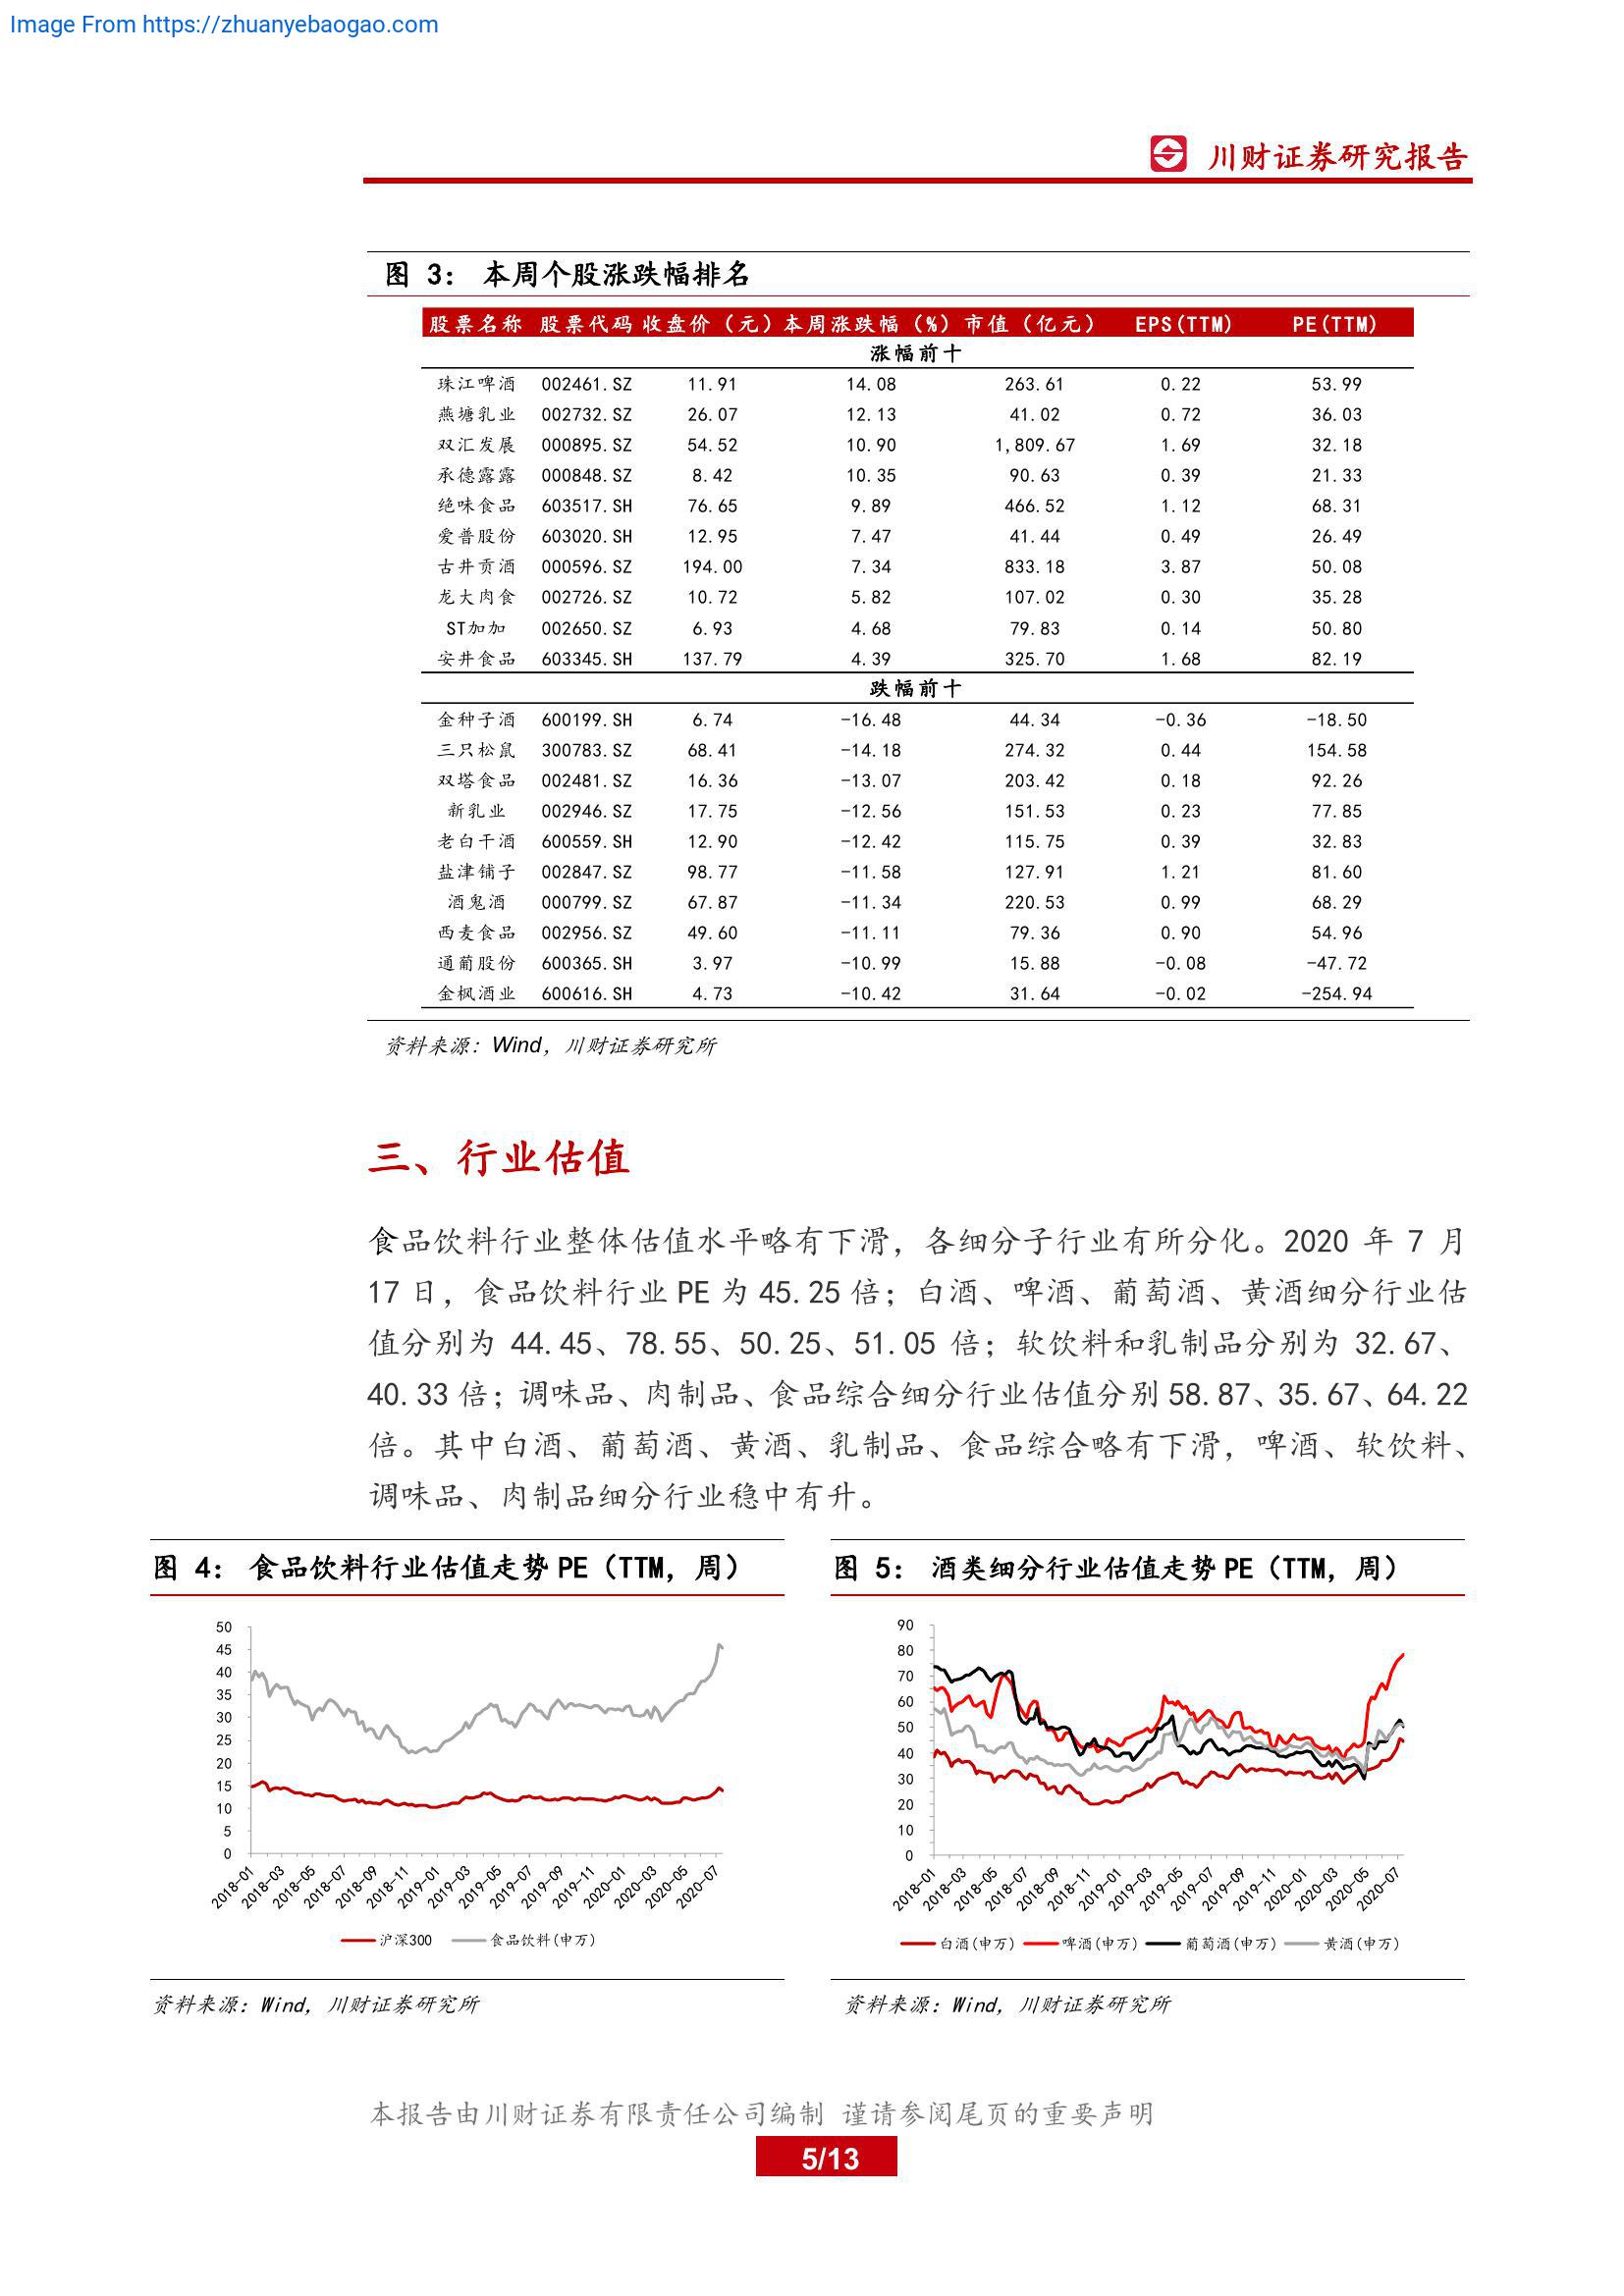 Image From https://zhuanyebaogao.com
川财证券研究报告
图 3： 本周个股涨跌幅排名
股票名称 股票代码 收盘价（元） 本周涨跌幅（%） 市值（亿元） EPS(TTM) PE(TTM)
涨幅前十
珠江啤酒 002461.SZ 11.91 14.08 263.61 0.22 53.99
燕塘乳业 002732.SZ 26.07 12.13 41.02 0.72 36.03
双汇发展 000895.SZ 54.52 10.90 1,809.67 1.69 32.18
承德露露 000848.SZ 8.42 10.35 90.63 0.39 21.33
绝味食品 603517.SH 76.65 9.89 466.52 1.12 68.31
爱普股份 603020.SH 12.95 7.47 41.44 0.49 26.49
古井贡酒 000596.SZ 194.00 7.34 833.18 3.87 50.08
龙大肉食 002726.SZ 10.72 5.82 107.02 0.30 35.28
ST加加 002650.SZ 6.93 4.68 79.83 0.14 50.80
安井食品 603345.SH 137.79 4.39 325.70 1.68 82.19
跌幅前十
金种子酒 600199.SH 6.74 -16.48 44.34 -0.36 -18.50
三只松鼠 300783.SZ 68.41 -14.18 274.32 0.44 154.58
双塔食品 002481.SZ 16.36 -13.07 203.42 0.18 92.26
新乳业 002946.SZ 17.75 -12.56 151.53 0.23 77.85
老白干酒 600559.SH 12.90 -12.42 115.75 0.39 32.83
盐津铺子 002847.SZ 98.77 -11.58 127.91 1.21 81.60
酒鬼酒 000799.SZ 67.87 -11.34 220.53 0.99 68.29
西麦食品 002956.SZ 49.60 -11.11 79.36 0.90 54.96
通葡股份 600365.SH 3.97 -10.99 15.88 -0.08 -47.72
金枫酒业 600616.SH 4.73 -10.42 31.64 -0.02 -254.94
资料来源：Wind，川财证券研究所
三、行业估值
食品饮料行业整体估值水平略有下滑，各细分子行业有所分化。2020 年 7 月
17 日，食品饮料行业 PE 为 45.25 倍；白酒、啤酒、葡萄酒、黄酒细分行业估
值分别为 44.45、78.55、50.25、51.05 倍；软饮料和乳制品分别为 32.67、
40.33 倍；调味品、肉制品、食品综合细分行业估值分别 58.87、35.67、64.22
倍。其中白酒、葡萄酒、黄酒、乳制品、食品综合略有下滑，啤酒、软饮料、
调味品、肉制品细分行业稳中有升。
图 4： 食品饮料行业估值走势 PE（TTM，周）
50
45
40
35
30
25
20
15
10
5
0
2018-01 2018-03 2018-05 2018-07 2018-09 2018-11 2019-01 2019-03 2019-05 2019-07 2019-09 2019-11 2020-01 2020-03 2020-05 2020-07
沪深300 食品饮料(申万)
资料来源：Wind，川财证券研究所
图 5： 酒类细分行业估值走势 PE（TTM，周）
90
80
70
60
50
40
30
20
10
0
2018-01 2018-03 2018-05 2018-07 2018-09 2018-11 2019-01 2019-03 2019-05 2019-07 2019-09 2019-11 2020-01 2020-03 2020-05 2020-07
白酒(申万) 啤酒(申万) 葡萄酒(申万) 黄酒(申万)
资料来源：Wind，川财证券研究所
本报告由川财证券有限责任公司编制 谨请参阅尾页的重要声明
5/13